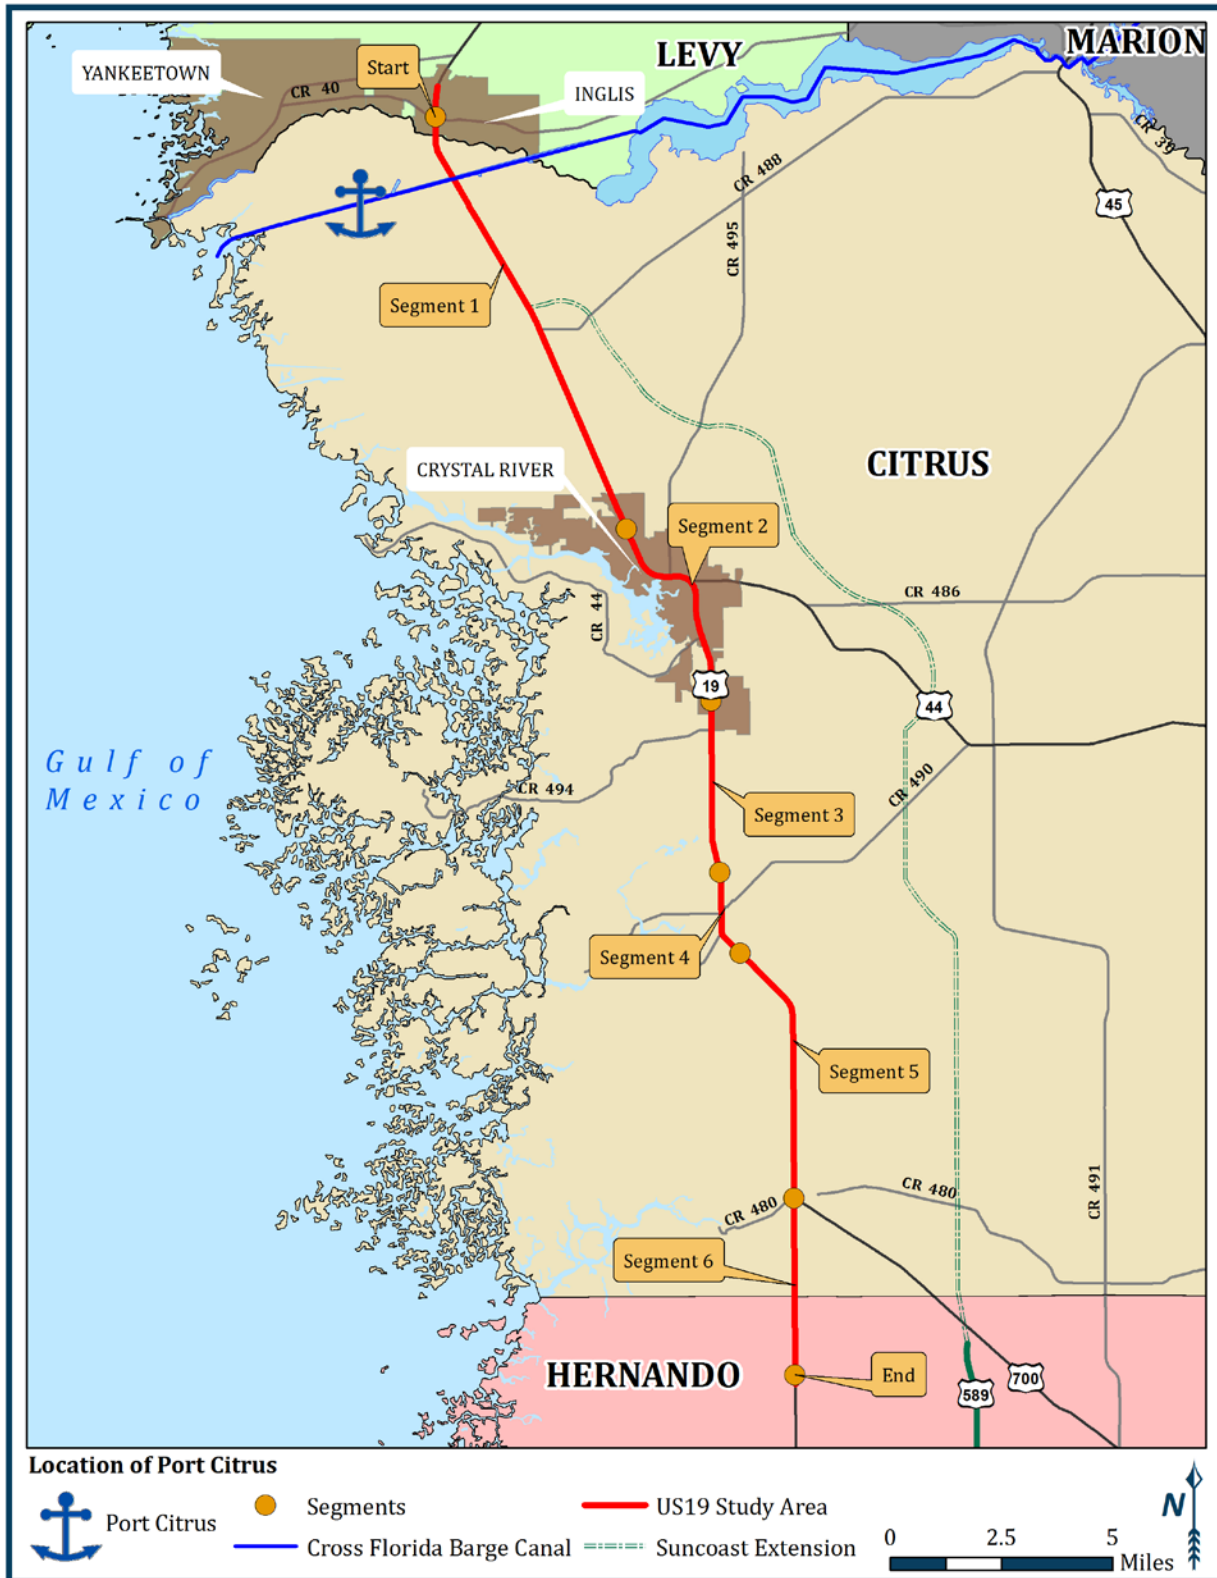 LEVY
MARION
YANKEETOWN
Start
CR 40
INGLIS
CR 39
CR 488
45
CR 495
Segment 1
CITRUS
CRYSTAL RIVER
Segment 2
CR 486
CR 44
19
44
Gulf of
Mexico
CR 494
CR 490
Segment 3
Segment 4
Segment 5
CR 491
CR 480
CR 480
Segment 6
HERNANDO
End
700
589
Location of Port Citrus
Port Citrus
Segments
US19 Study Area
Cross Florida Barge Canal
Suncoast Extension
N
0 2.5 5
Miles